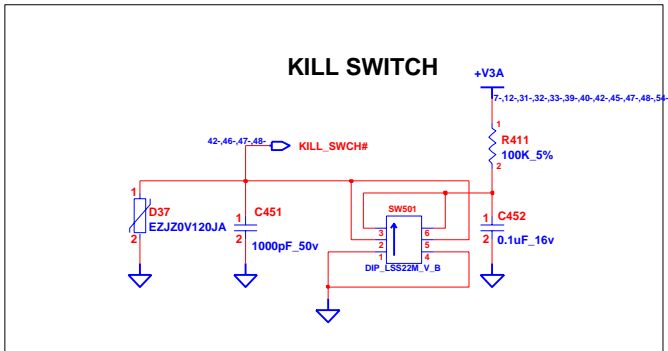 KILL SWITCH
+V3A
7-,12-,31-,32-,33-,39-,40-,42-,45-,47-,48-,54-
1
R411
100K_5%
2
42-,46-,47-,48-
KILL_SWCH#
1
D37
2
EZJZ0V120JA
C451
1
2
1000pF_50v
SW501
3
2
1
6
5
4
DIP_LSS22M_V_B
C452
1
2
0.1uF_16v